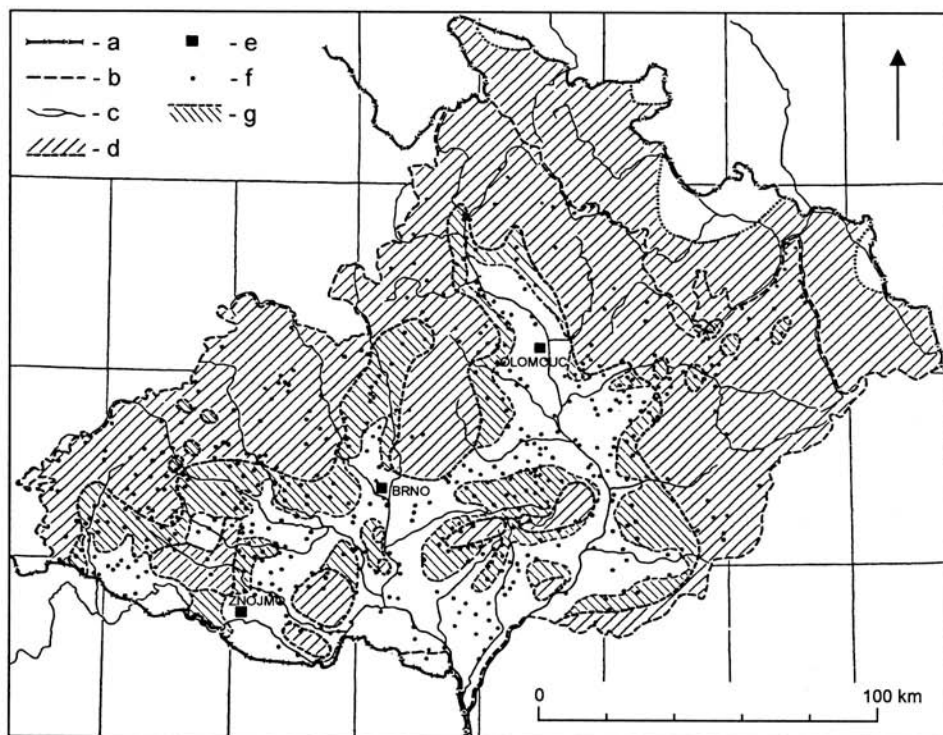 - a
- b
- c
- d
- e
- f
- g
OLOMOUC
BRNO
ZNOJMO
0 100 km